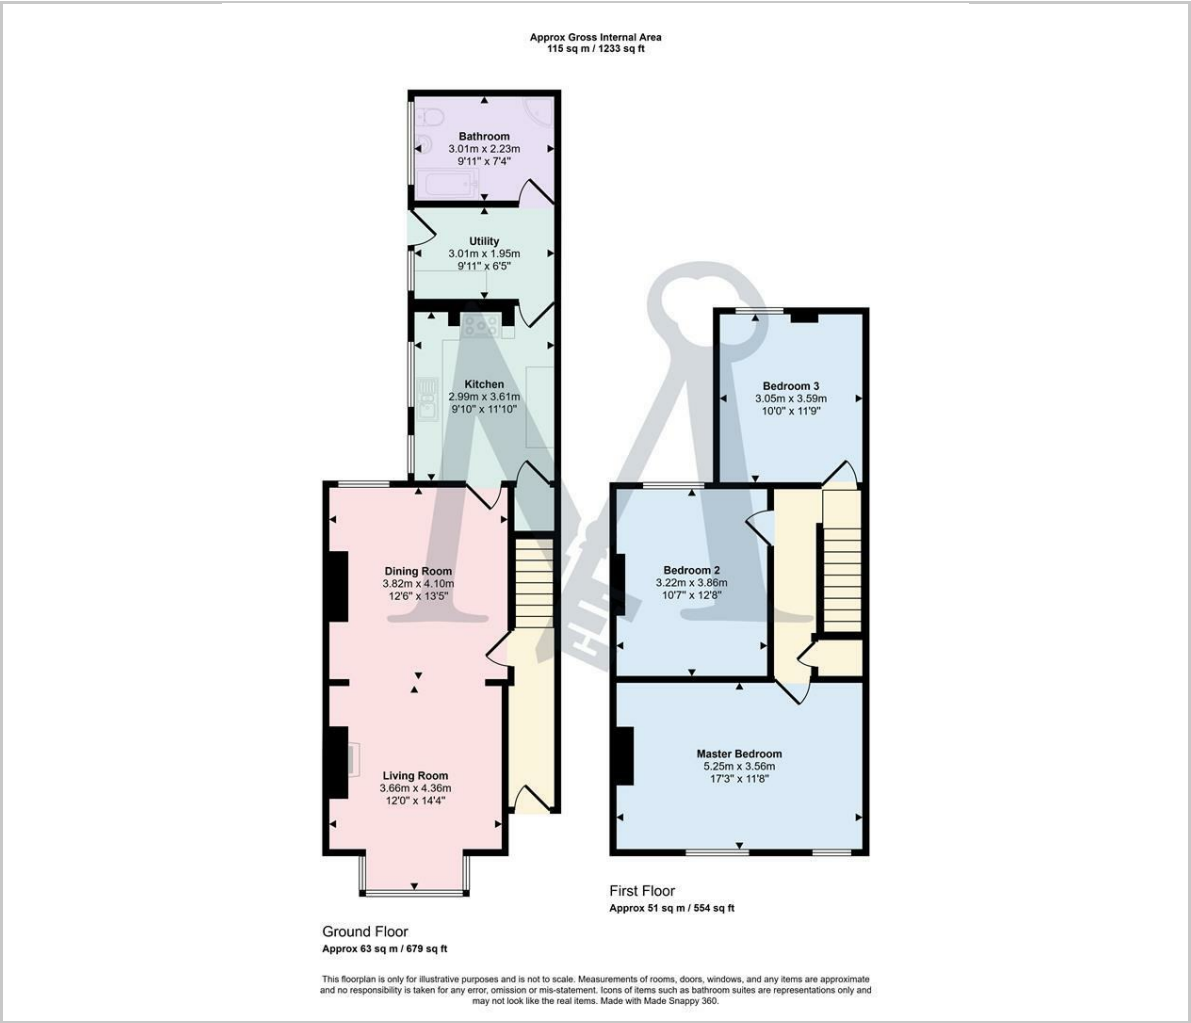 Approx Gross Internal Area
115 sq m / 1233 sq ft
Bathroom
3.01m x 2.23m
9'11" x 7'4"
Utility
3.01m x 1.95m
9'11" x 6'5"
Kitchen
2.99m x 3.61m
9'10" x 11'10"
Dining Room
3.82m x 4.10m
12'6" x 13'5"
Living Room
3.66m x 4.36m
12'0" x 14'4"
Ground Floor
Approx 63 sq m / 679 sq ft
Bedroom 3
3.05m x 3.59m
10'0" x 11'9"
Bedroom 2
3.22m x 3.86m
10'7" x 12'8"
Master Bedroom
5.25m x 3.56m
17'3" x 11'8"
First Floor
Approx 51 sq m / 554 sq ft
This floorplan is only for illustrative purposes and is not to scale. Measurements of rooms, doors, windows, and any items are approximate
and no responsibility is taken for any error, omission or mis-statement. Icons of items such as bathroom suites are representations only and
may not look like the real items. Made with Made Snappy 360.